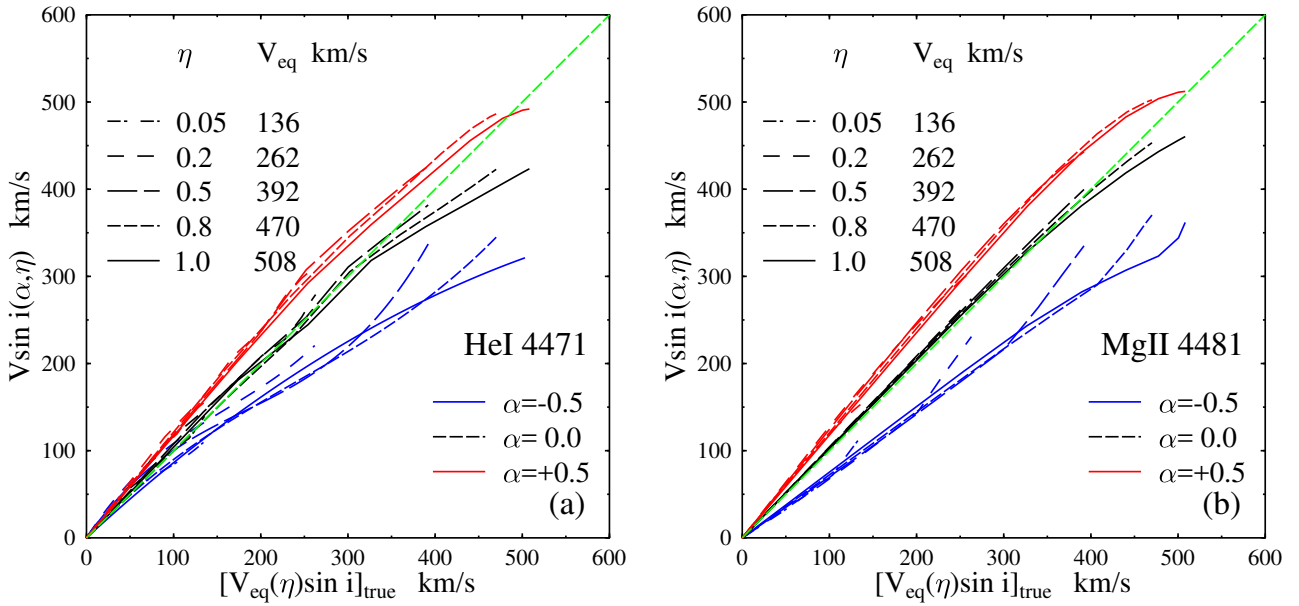 600
500
400
300
200
100
0
Vsin i(α,η) km/s
η V_eq km/s
0.05 136
0.2 262
0.5 392
0.8 470
1.0 508
HeI 4471
α=-0.5
α= 0.0
α=+0.5
(a)
0 100 200 300 400 500 600
[V_eq(η)sin i]_true km/s
600
500
400
300
200
100
0
Vsin i(α,η) km/s
η V_eq km/s
0.05 136
0.2 262
0.5 392
0.8 470
1.0 508
MgII 4481
α=-0.5
α= 0.0
α=+0.5
(b)
0 100 200 300 400 500 600
[V_eq(η)sin i]_true km/s